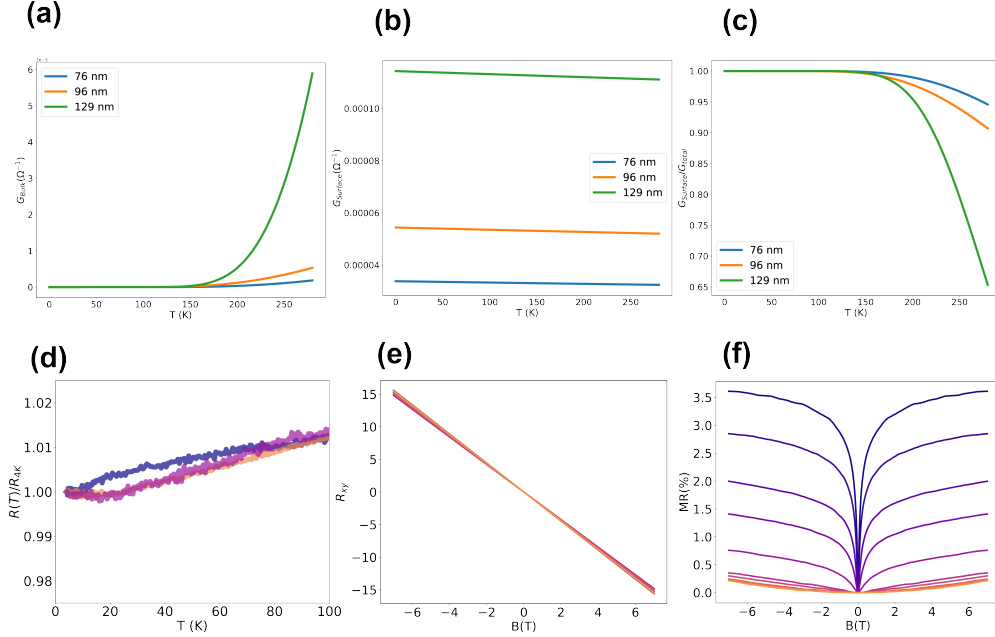 (a)
1e-5
6
5
4
3
2
1
0
G_Bulk(Ω⁻¹)
76 nm
96 nm
129 nm
0 50 100 150 200 250
T (K)
(b)
0.00010
0.00008
0.00006
0.00004
G_Surface(Ω⁻¹)
76 nm
96 nm
129 nm
0 50 100 150 200 250
T (K)
(c)
1.00
0.95
0.90
0.85
0.80
0.75
0.70
0.65
G_Surface/G_total
76 nm
96 nm
129 nm
0 50 100 150 200 250
T (K)
(d)
1.02
1.01
1.00
0.99
0.98
R(T)/R_4K
0 20 40 60 80 100
T (K)
(e)
15
10
5
0
−5
−10
−15
R_xy
−6 −4 −2 0 2 4 6
B(T)
(f)
3.5
3.0
2.5
2.0
1.5
1.0
0.5
0.0
MR(%)
−6 −4 −2 0 2 4 6
B(T)